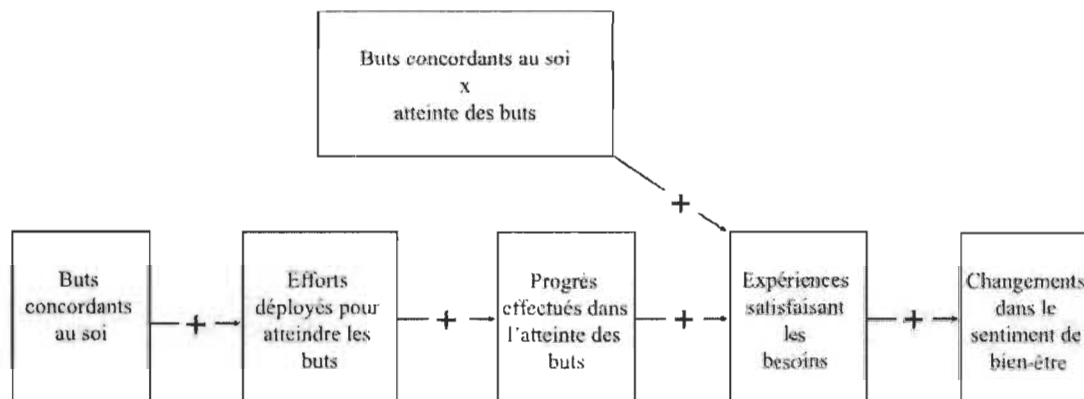 Buts concordants au soi
x
atteinte des buts
+
Buts
concordants
au soi
+
Efforts
déployés pour
atteindre les
buts
+
Progrès
effectués dans
l'atteinte des
buts
+
Expériences
satisfaisant
les
besoins
+
Changements
dans le
sentiment de
bien-être